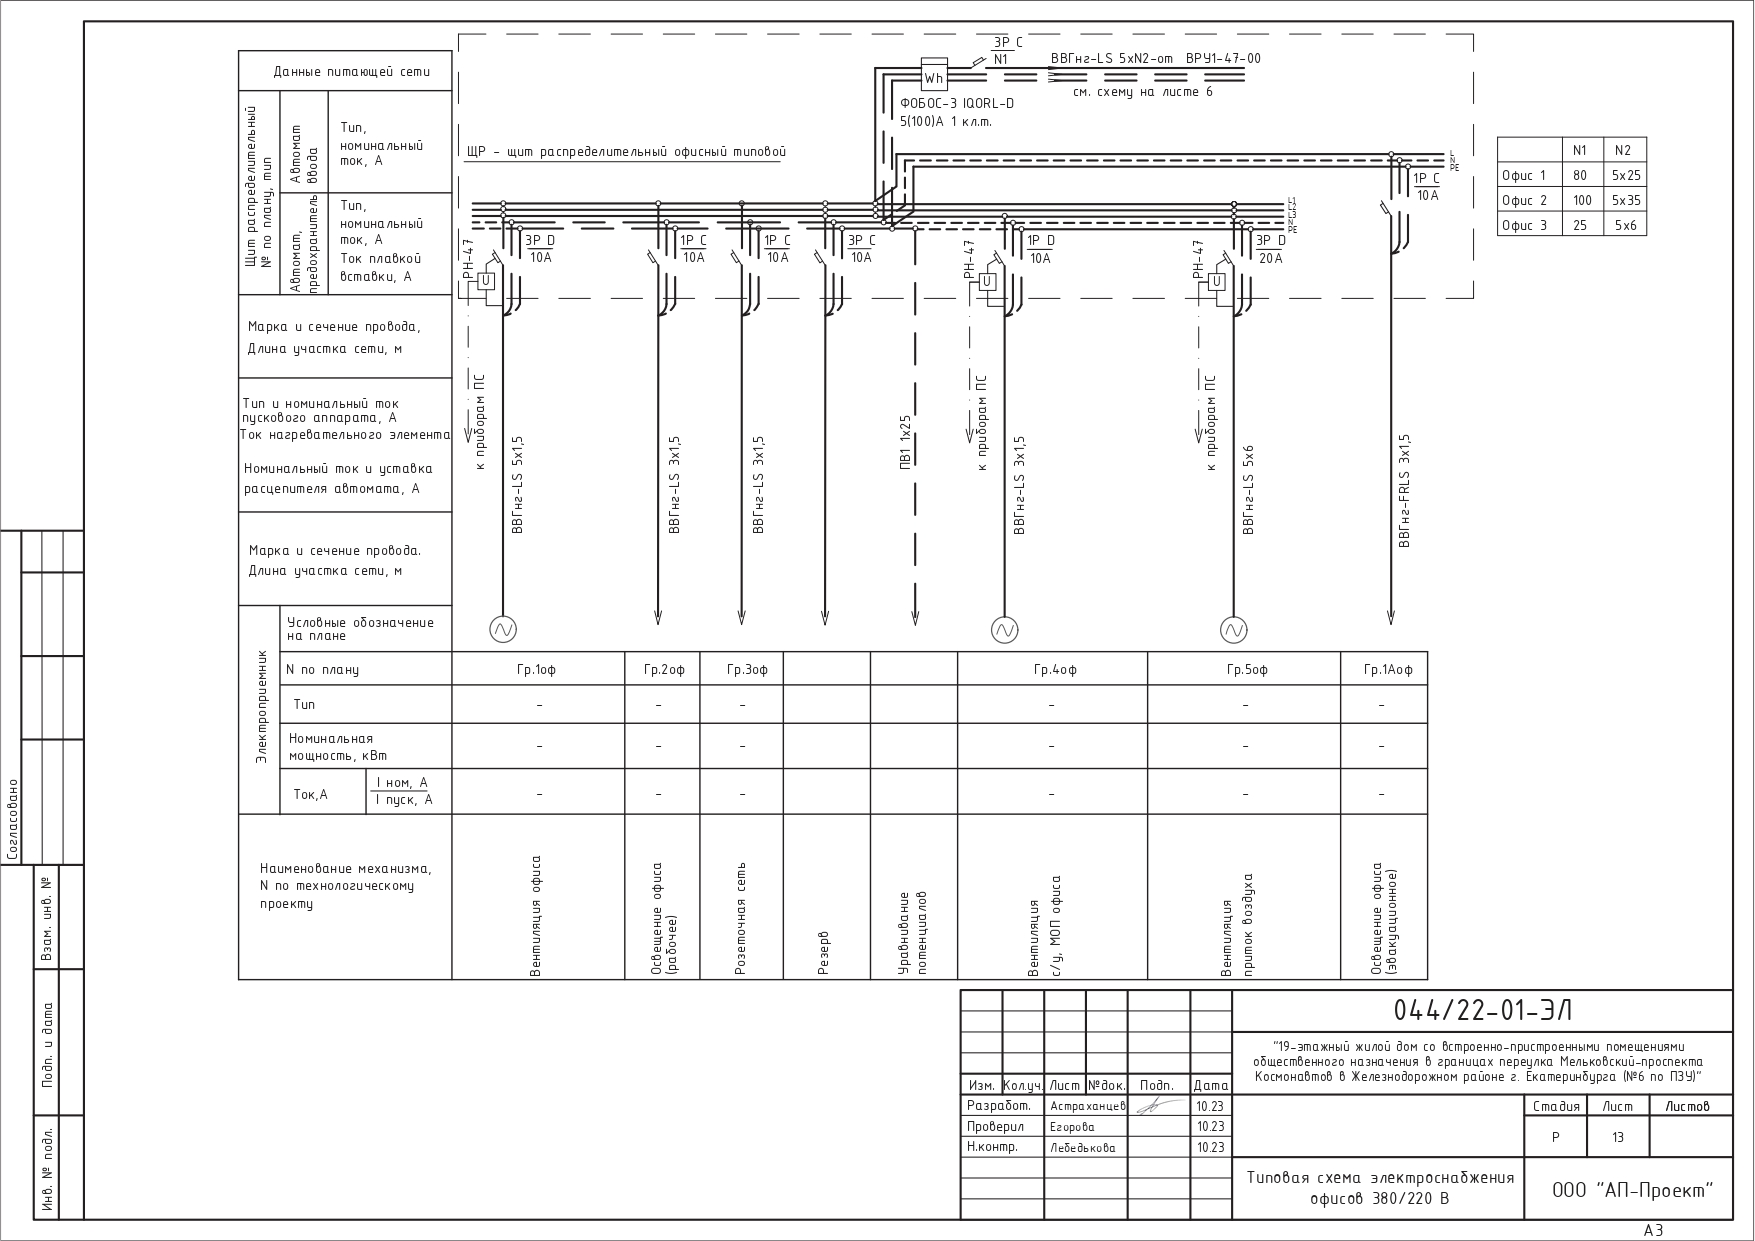 Данные питающей сети
Щит распределительный
№ по плану, тип
Автомат
ввода
Тип,
номинальный
ток, А
Автомат,
предохранитель
Тип,
номинальный
ток, А
Ток плавкой
вставки, А
Марка и сечение провода,
Длина участка сети, м
Тип и номинальный ток
пускового аппарата, А
Ток нагревательного элемента
Номинальный ток и уставка
расцепителя автомата, А
Марка и сечение провода.
Длина участка сети, м
Электроприемник
Условные обозначение
на плане
3P C
N1
ВВГнг-LS 5xN2-от ВРУ1-47-00
см. схему на листе 6
Wh
ФОБОС-3 IQORL-D
5(100)А 1 кл.т.
ЩР - щит распределительный офисный типовой
L
N
PE
1P C
10А
L1
L2
L3
N
PE
РН-47
U
3P D
10А
1P C
10А
1P C
10А
3P C
10А
РН-47
U
1P D
10А
РН-47
U
3P D
20А
к приборам ПС
ВВГнг-LS 5х1,5
ВВГнг-LS 3х1,5
ВВГнг-LS 3х1,5
ПВ1 1х25
к приборам ПС
ВВГнг-LS 3х1,5
к приборам ПС
ВВГнг-LS 5х6
ВВГнг-FRLS 3х1,5
N1 N2
Офис 1 80 5х25
Офис 2 100 5х35
Офис 3 25 5х6
N по плану Гр.1оф Гр.2оф Гр.3оф Гр.4оф Гр.5оф Гр.1Аоф
Тип - - - - - -
Номинальная
мощность, кВт - - - - - -
Ток,А
I ном, А
I пуск, А
- - - - - -
Наименование механизма,
N по технологическому
проекту
Вентиляция офиса
Освещение офиса
(рабочее)
Розеточная сеть
Резерв
Уравнивание
потенциалов
Вентиляция
с/у, МОП офиса
Вентиляция
приток воздуха
Освещение офиса
(эвакуационное)
Согласовано
Взам. инв. №
Подп. и дата
Инв. № подл.
044/22-01-ЭЛ
"19-этажный жилой дом со встроенно-пристроенными помещениями
общественного назначения в границах переулка Мельковский-проспекта
Космонавтов в Железнодорожном районе г. Екатеринбурга (№6 по ПЗУ)"
Изм. Кол.уч. Лист №док. Подп. Дата
Разработ. Астраханцев 10.23
Проверил Егорова 10.23
Н.контр. Лебедькова 10.23
Стадия Лист Листов
Р 13
Типовая схема электроснабжения
офисов 380/220 В
ООО "АП-Проект"
А3